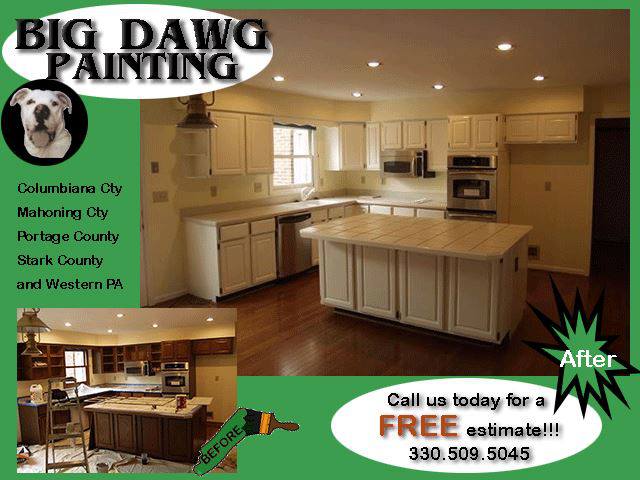 BIG DAWG
PAINTING
Columbiana Cty
Mahoning Cty
Portage County
Stark County
and Western PA
After
BEFORE
Call us today for a
FREE estimate!!!
330.509.5045